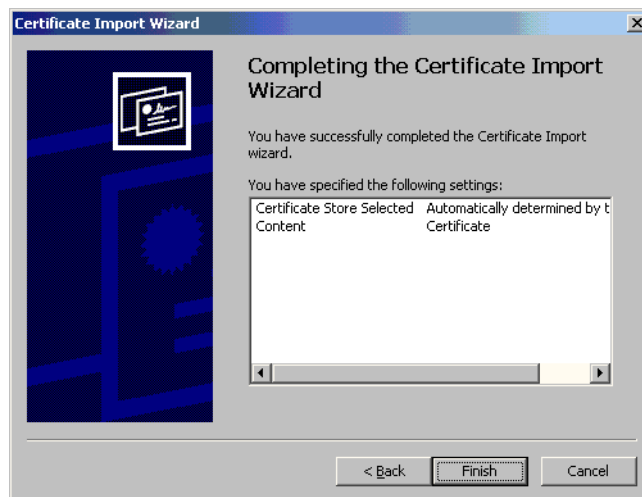 Certificate Import Wizard
Completing the Certificate Import
Wizard
You have successfully completed the Certificate Import
wizard.
You have specified the following settings:
Certificate Store Selected Automatically determined by t
Content Certificate
< Back Finish Cancel